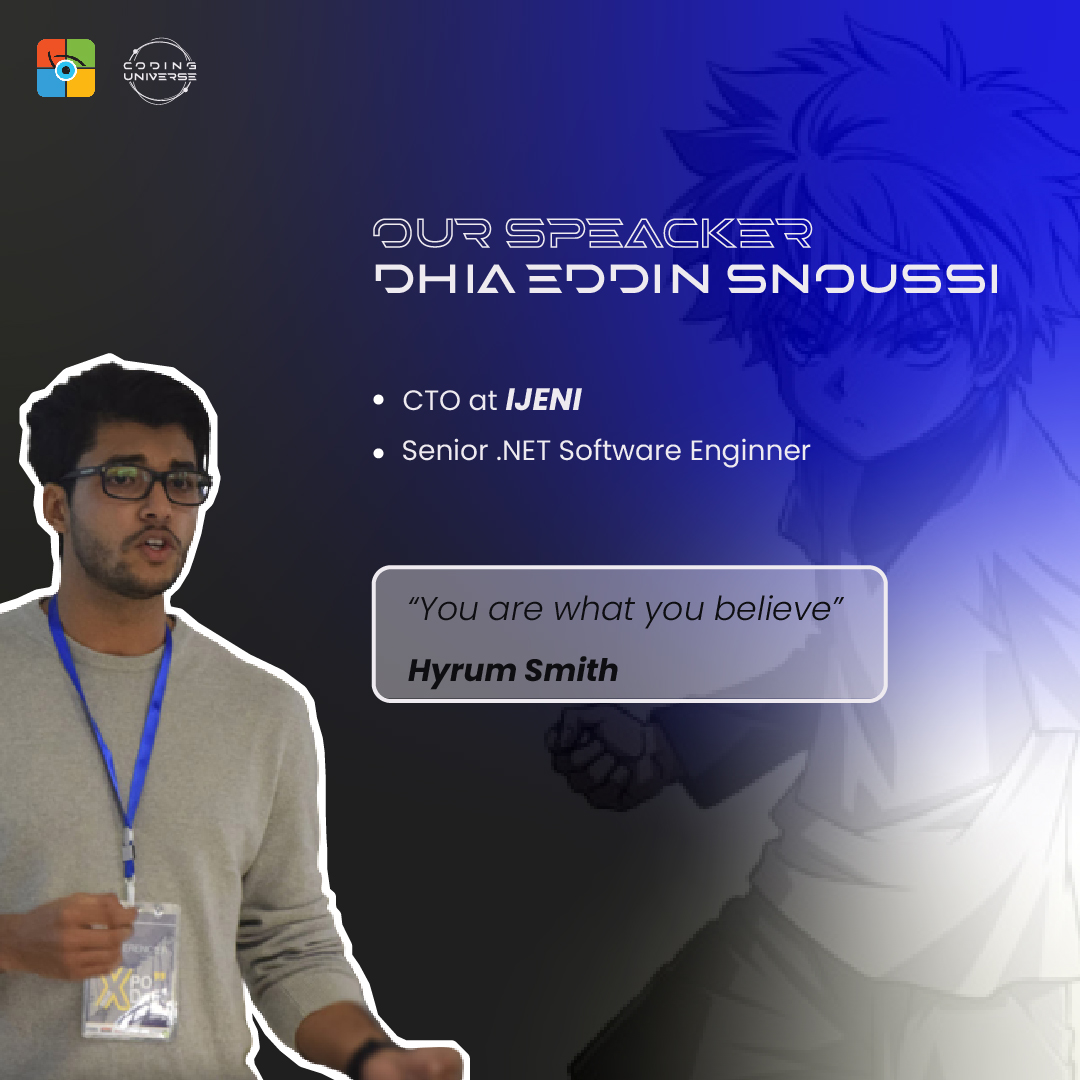 CODING
UNIVERSE
OUR SPEACKER
DHIA EDDIN SNOUSSI
CTO at IJENI
Senior .NET Software Enginner
“You are what you believe”
Hyrum Smith